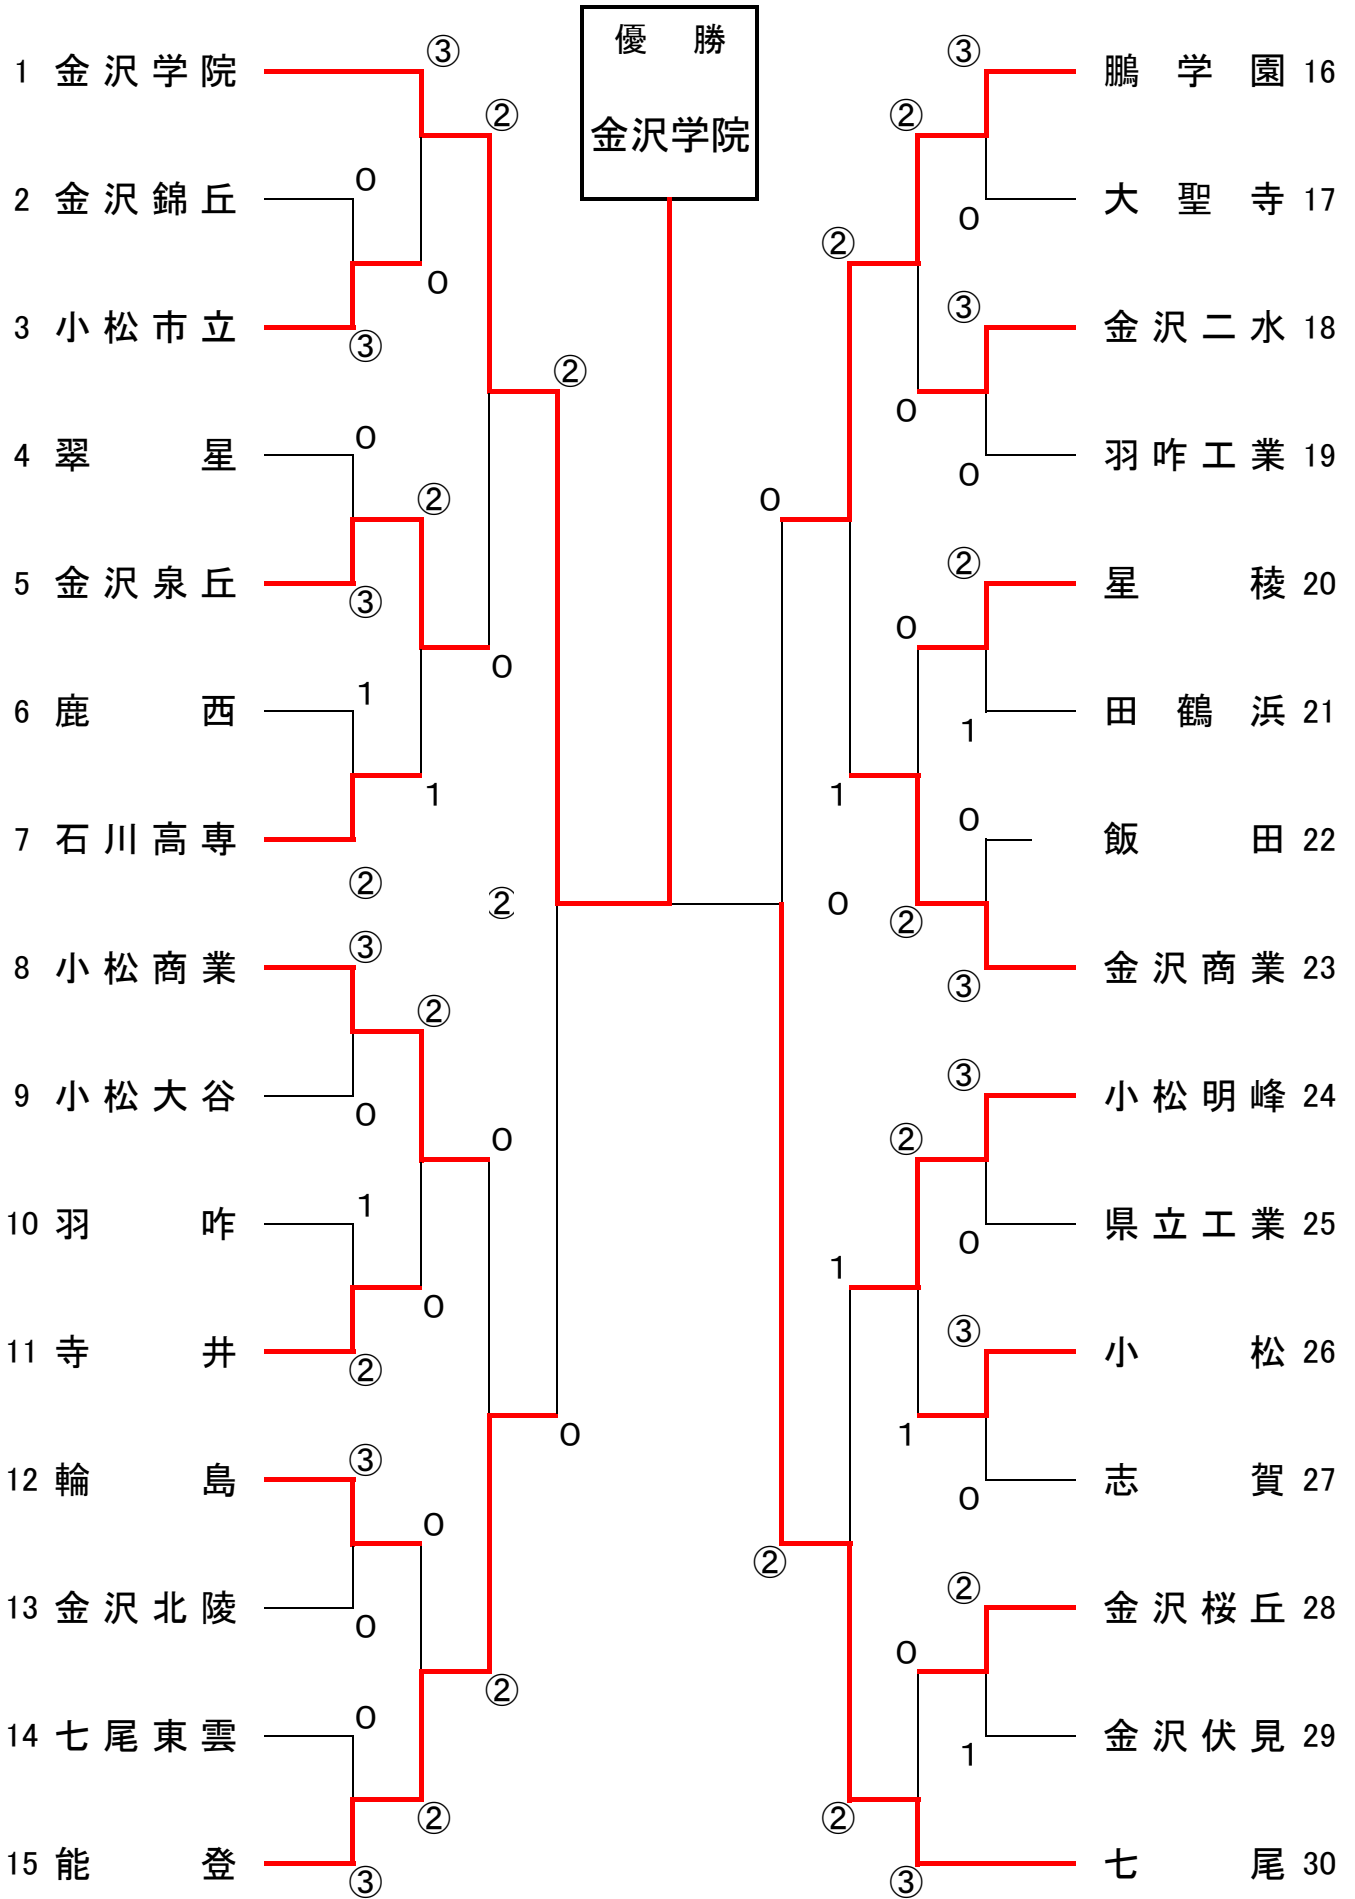 優 勝
金沢学院
1 金沢学院 ③
② 
2 金沢錦丘 0
0
3 小松市立 ③
②
4 翠 星 0
②
5 金沢泉丘 ③
0
6 鹿 西 1
1
7 石川高専 ②
②
8 小松商業 ③
②
9 小松大谷 0
0
10 羽 咋 1
0
11 寺 井 ②
0
12 輪 島 ③
0
13 金沢北陵 0
②
14 七尾東雲 0
②
15 能 登 ③
③ 鵬学園 16
②
0 大聖寺 17
②
③ 金沢二水 18
0
0 羽咋工業 19
0
② 星 稜 20
0
1 田鶴浜 21
1
0 飯 田 22
0
②
③ 金沢商業 23
③ 小松明峰 24
②
0 県立工業 25
1
③ 小 松 26
1
0 志 賀 27
②
② 金沢桜丘 28
0
1 金沢伏見 29
②
③ 七 尾 30